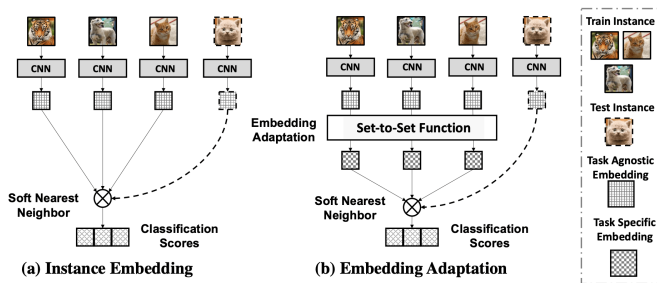 CNN
CNN
CNN
CNN
Soft Nearest
Neighbor
Classification
Scores
(a) Instance Embedding
CNN
CNN
CNN
CNN
Embedding
Adaptation
Set-to-Set Function
Soft Nearest
Neighbor
Classification
Scores
(b) Embedding Adaptation
Train Instance
Test Instance
Task Agnostic
Embedding
Task Specific
Embedding